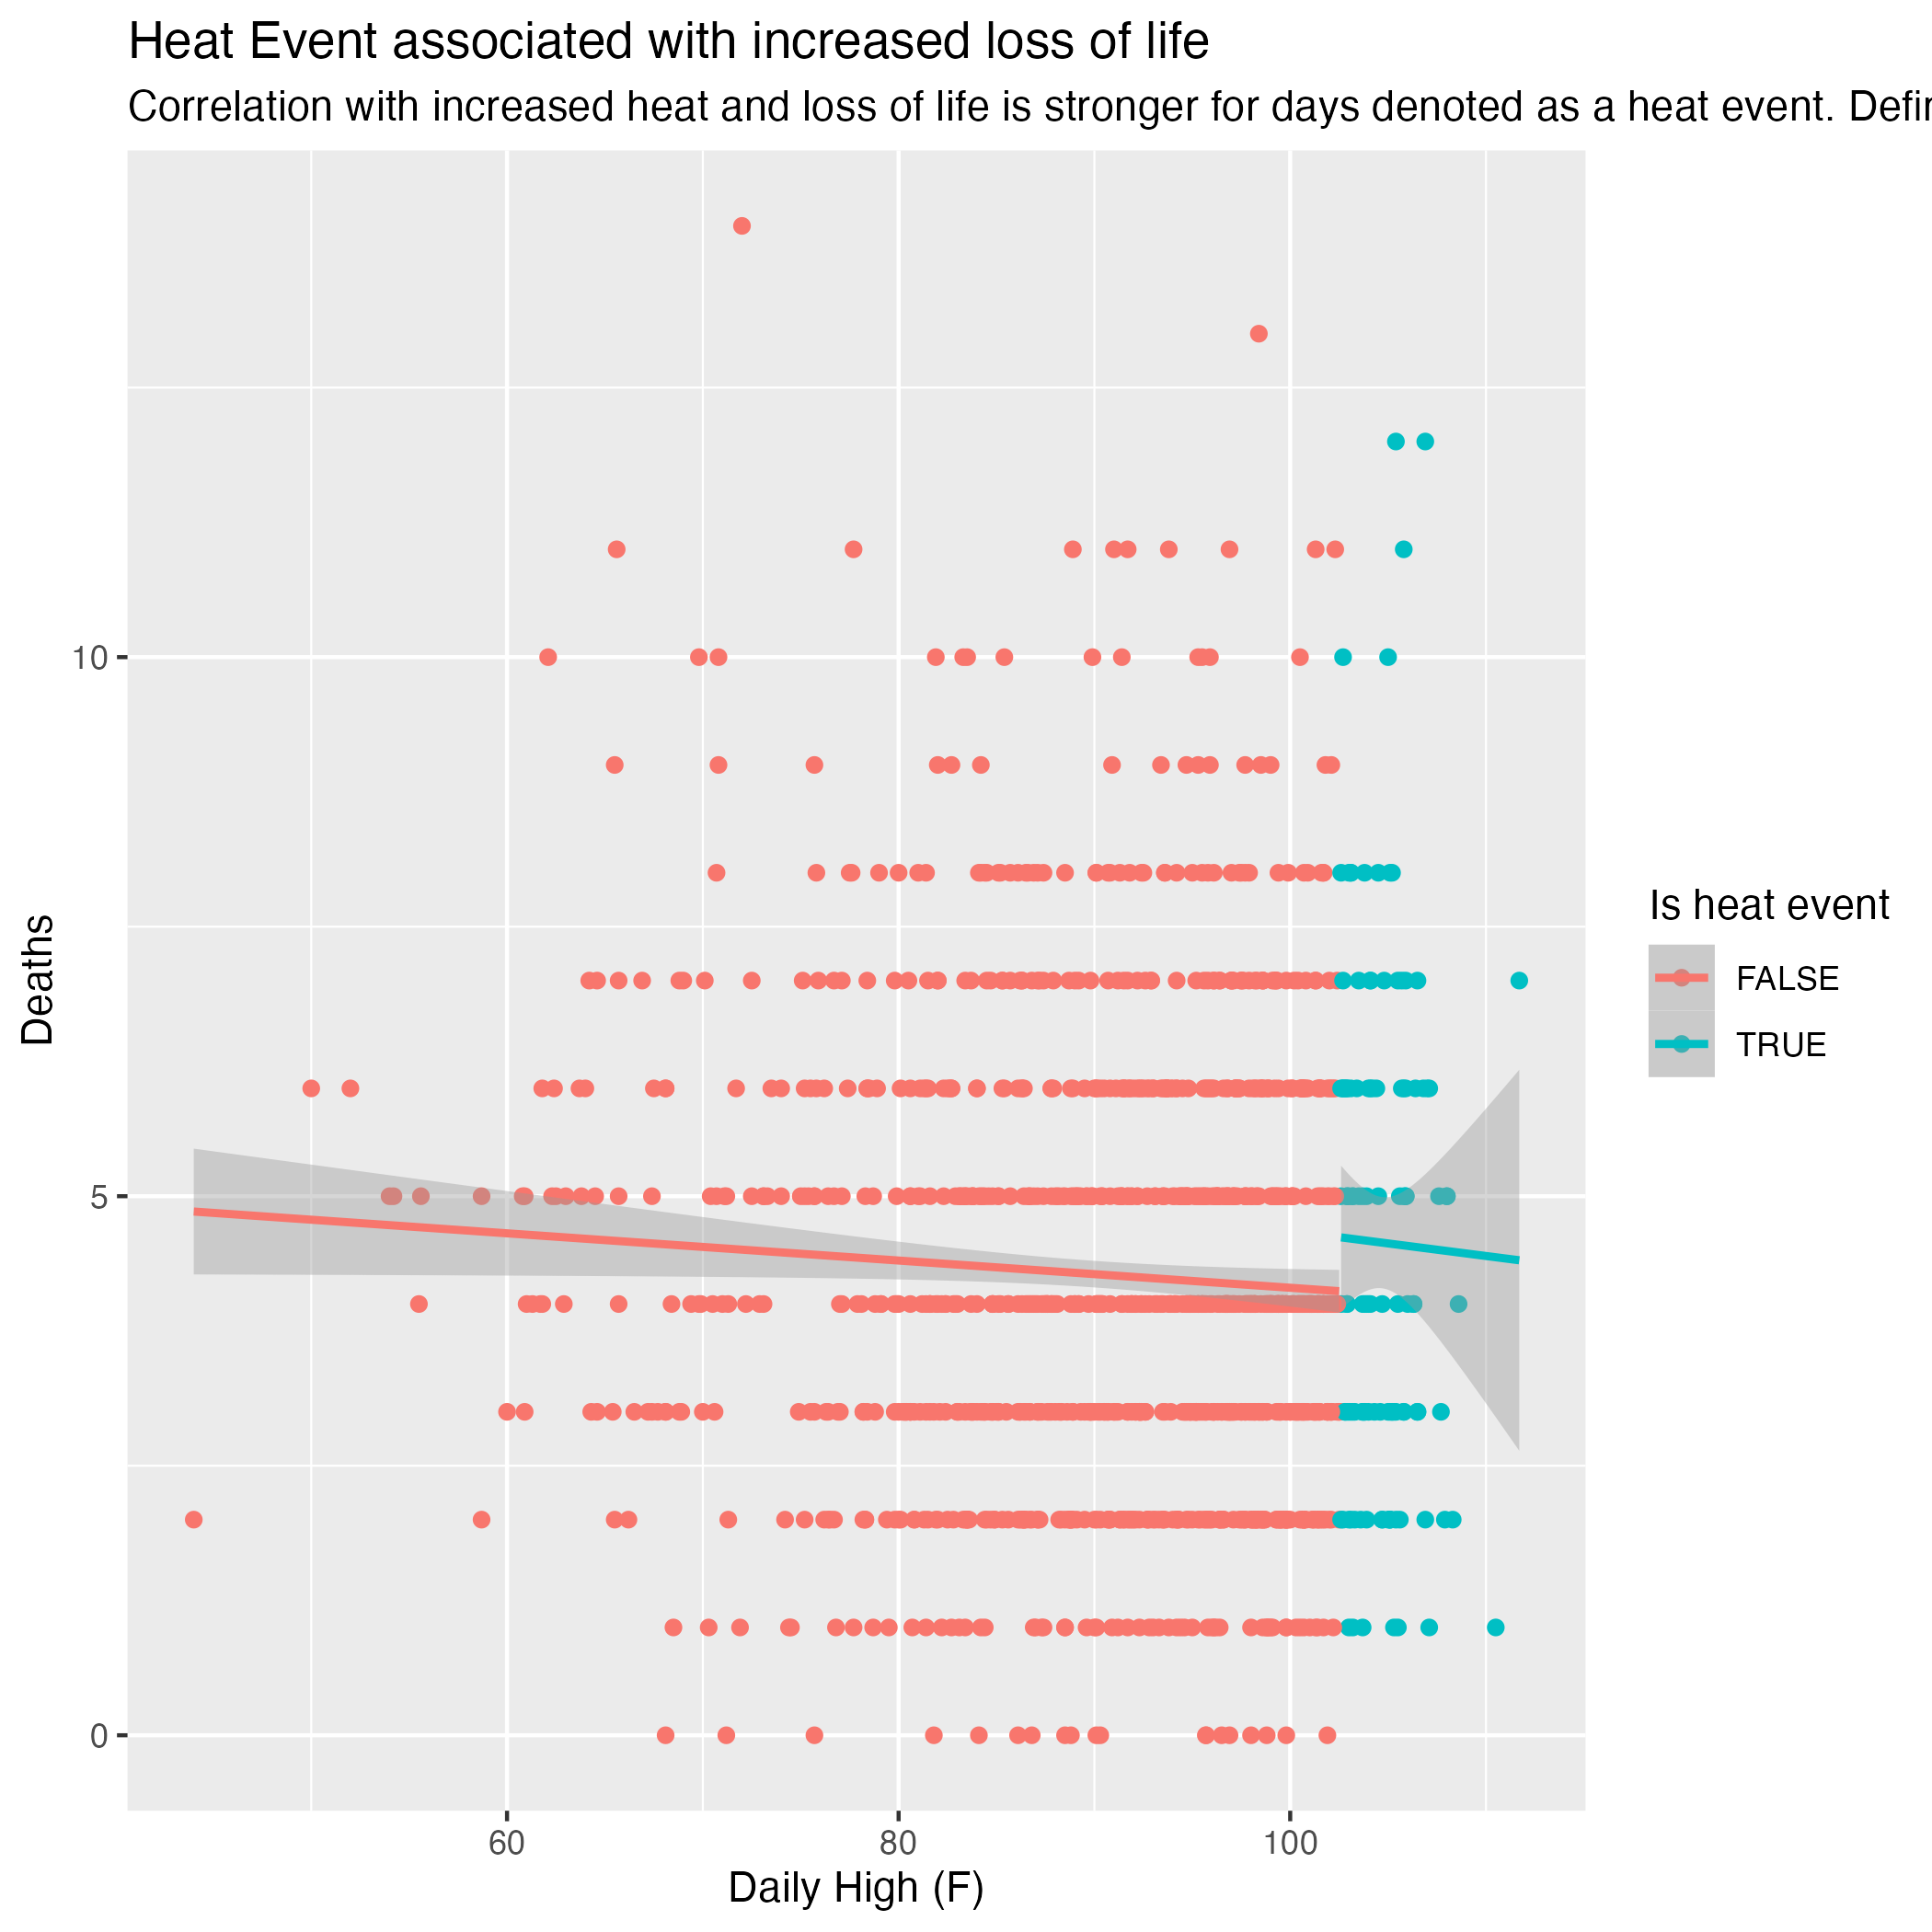 Heat Event associated with increased loss of life
Correlation with increased heat and loss of life is stronger for days denoted as a heat event.
10
5
0
Deaths
60
80
100
Daily High (F)
Is heat event
FALSE
TRUE